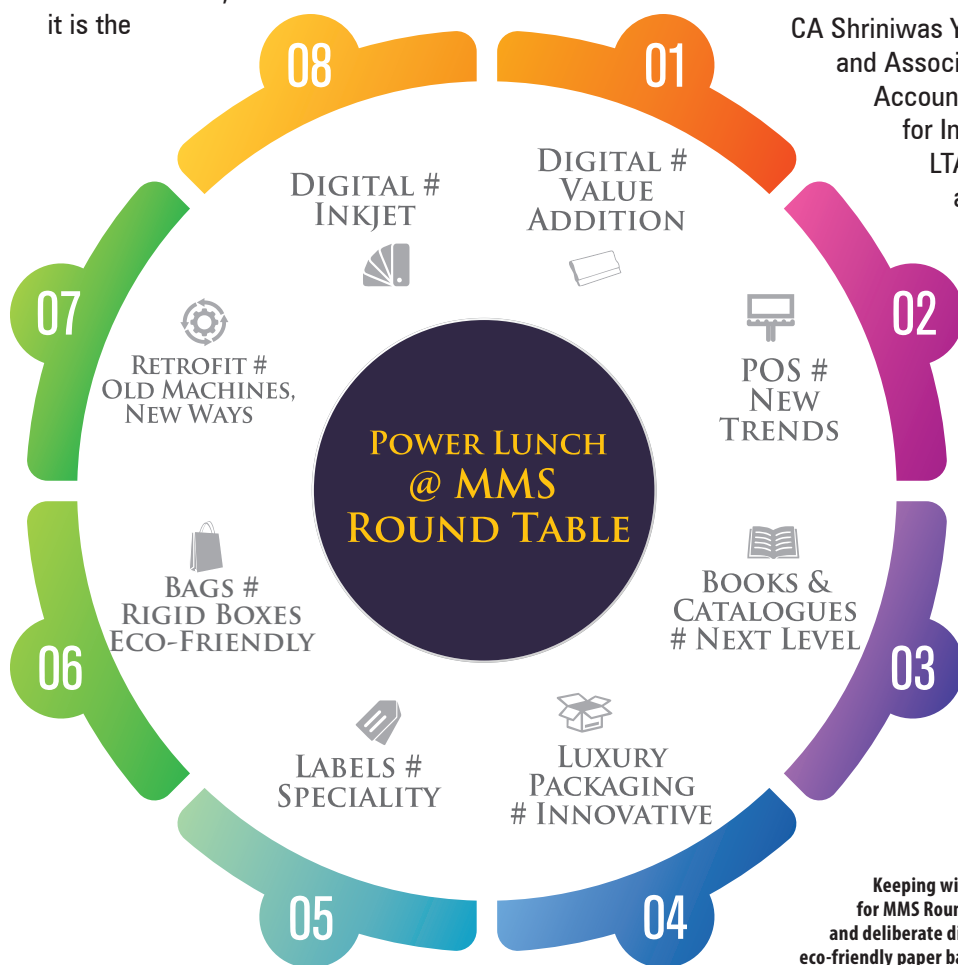 it is the
CA Shriniwas Y
and Associ
Accoun
for In
LTA
a
08
01
DIGITAL #
INKJET
DIGITAL #
VALUE
ADDITION
07
02
RETROFIT #
OLD MACHINES,
NEW WAYS
POS #
NEW
TRENDS
POWER LUNCH
@ MMS
ROUND TABLE
BAGS #
RIGID BOXES
ECO-FRIENDLY
BOOKS &
CATALOGUES
# NEXT LEVEL
06
03
LABELS #
SPECIALITY
LUXURY
PACKAGING
# INNOVATIVE
05
04
Keeping wi
for MMS Roun
and deliberate di
eco-friendly paper ba